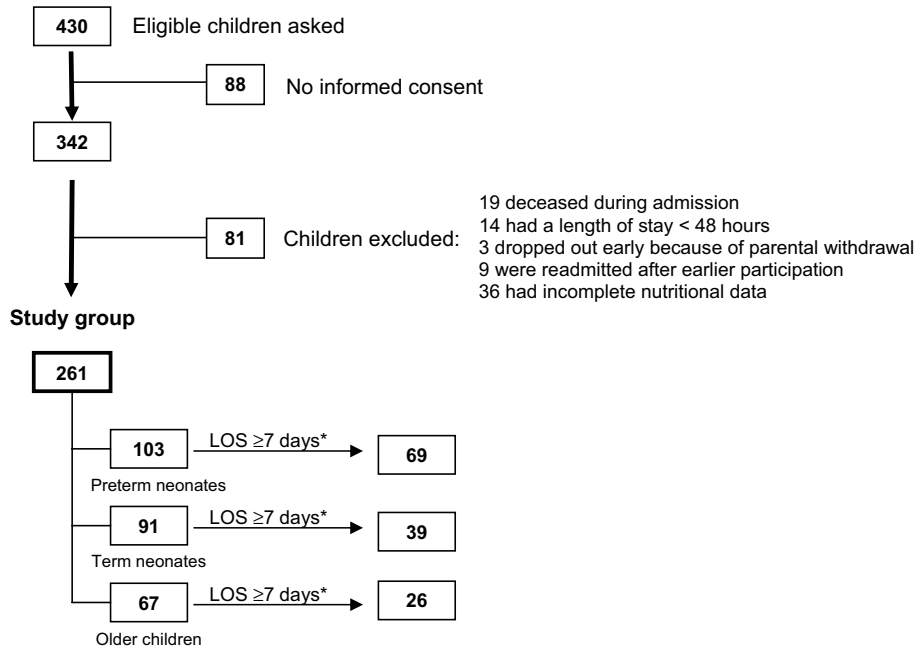 430 Eligible children asked
88 No informed consent
342
19 deceased during admission
14 had a length of stay < 48 hours
81 Children excluded: 3 dropped out early because of parental withdrawal
9 were readmitted after earlier participation
36 had incomplete nutritional data
Study group
261
103 LOS ≥7 days* 69
Preterm neonates
91 LOS ≥7 days* 39
Term neonates
67 LOS ≥7 days* 26
Older children